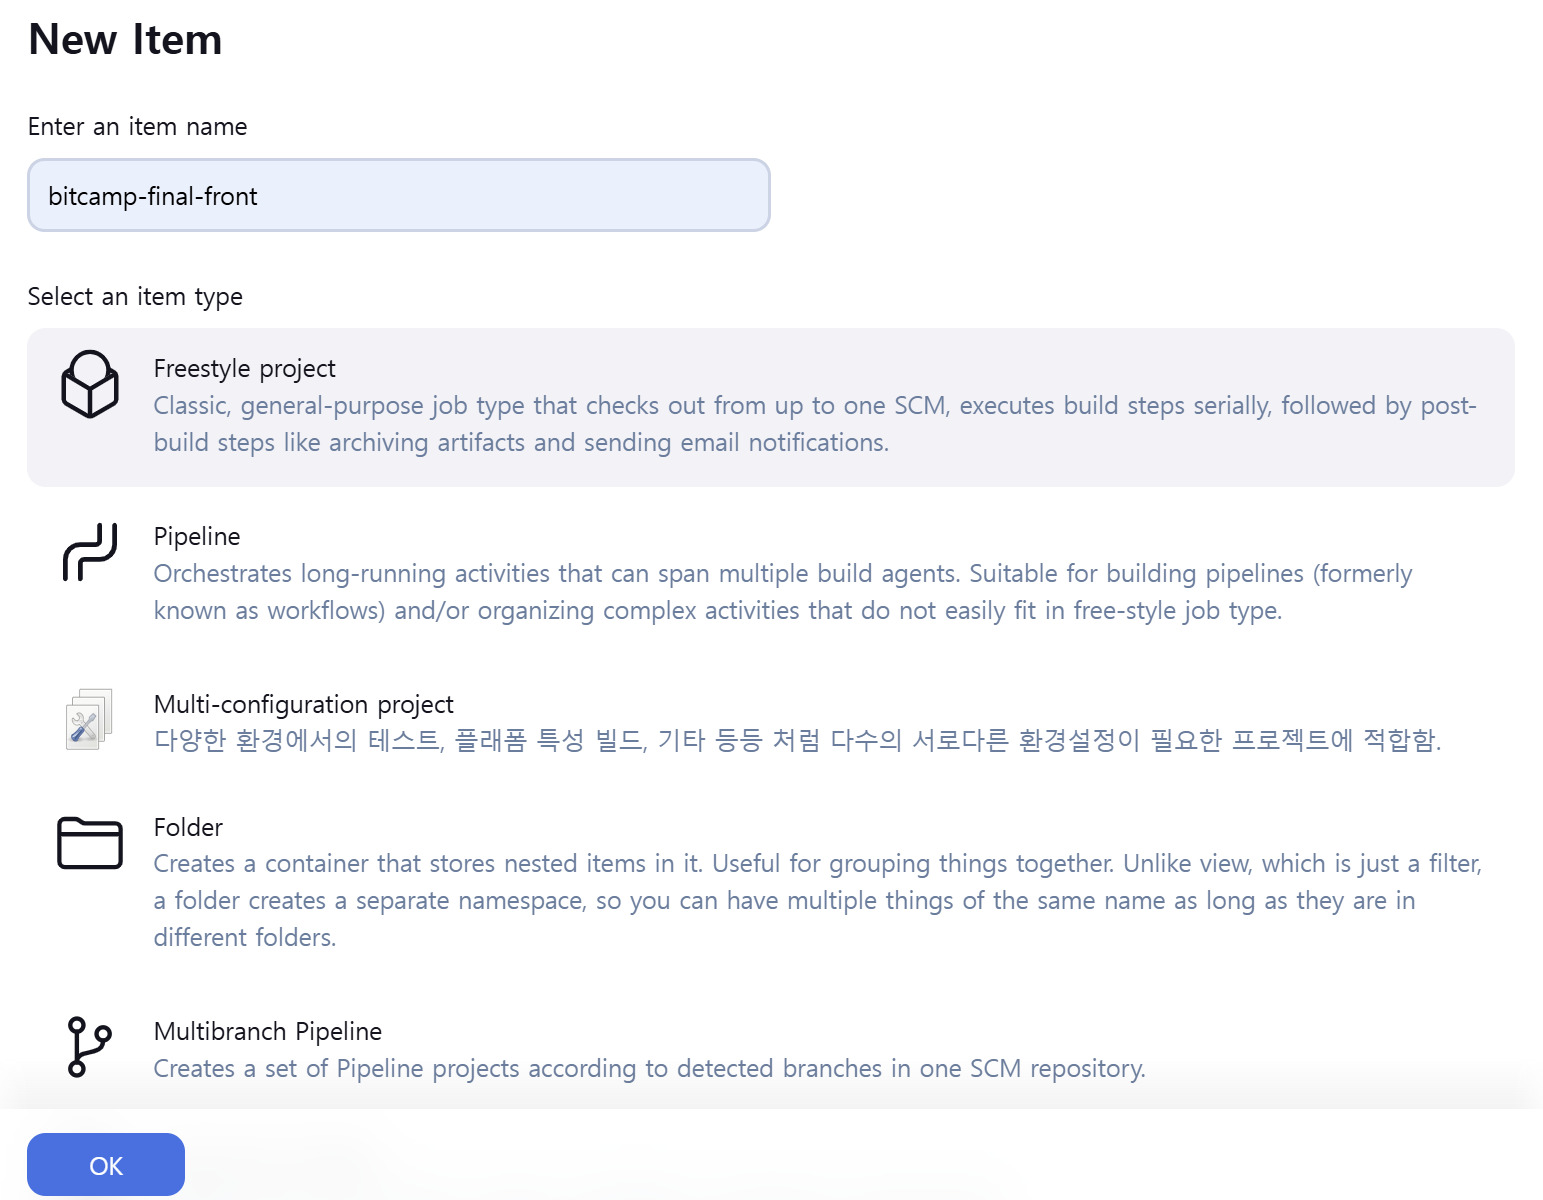 New Item
Enter an item name
bitcamp-final-front
Select an item type
Freestyle project
Classic, general-purpose job type that checks out from up to one SCM, executes build steps serially, followed by post-
build steps like archiving artifacts and sending email notifications.
Pipeline
Orchestrates long-running activities that can span multiple build agents. Suitable for building pipelines (formerly
known as workflows) and/or organizing complex activities that do not easily fit in free-style job type.
Multi-configuration project
다양한 환경에서의 테스트, 플래폼 특성 빌드, 기타 등등 처럼 다수의 서로다른 환경설정이 필요한 프로젝트에 적합함.
Folder
Creates a container that stores nested items in it. Useful for grouping things together. Unlike view, which is just a filter,
a folder creates a separate namespace, so you can have multiple things of the same name as long as they are in
different folders.
Multibranch Pipeline
Creates a set of Pipeline projects according to detected branches in one SCM repository.
OK